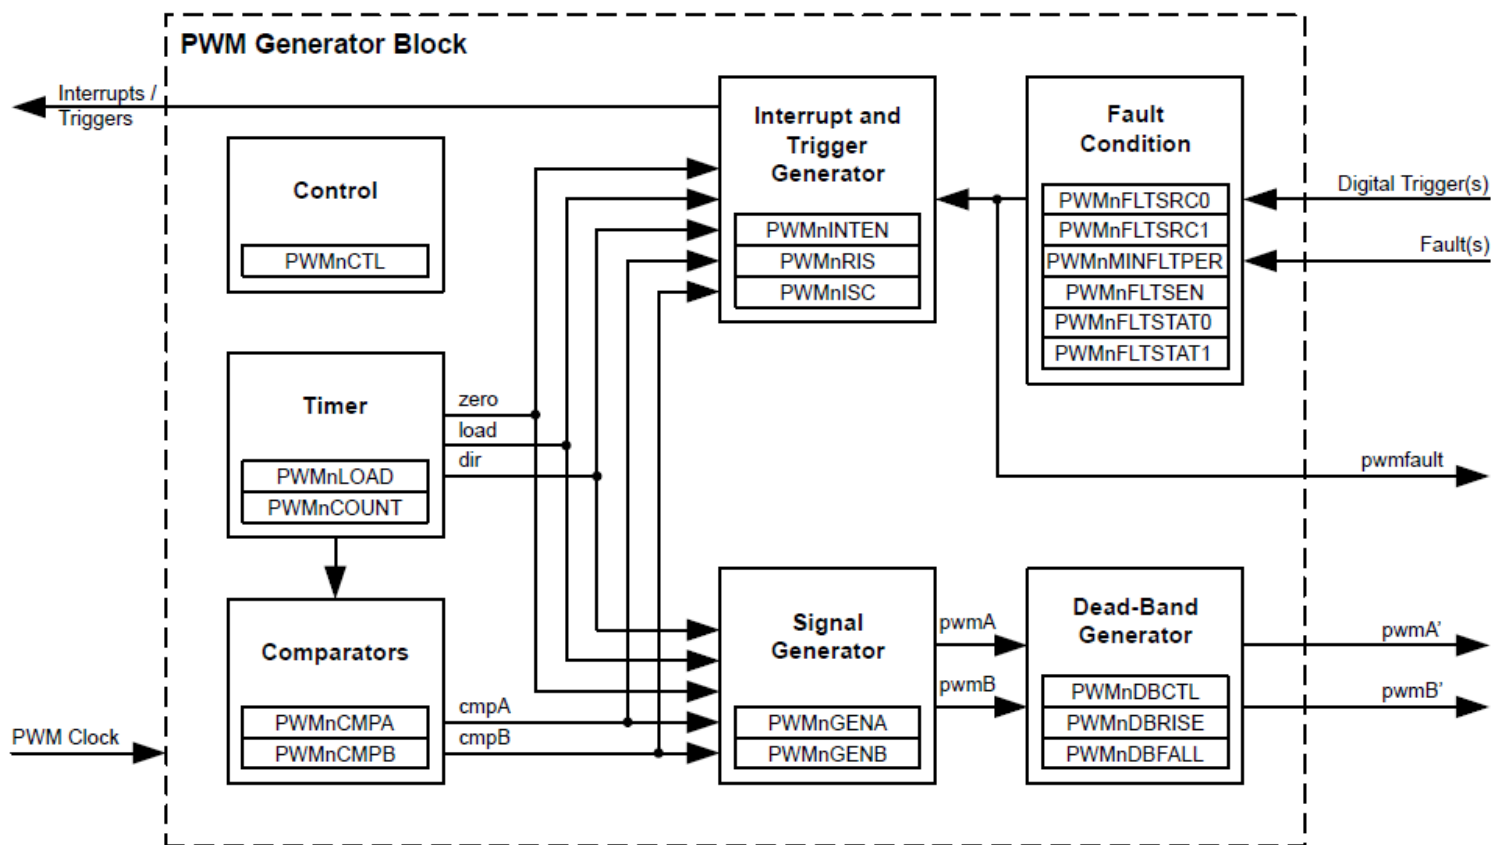 PWM Generator Block
Interrupts /
Triggers
Control
PWMnCTL
Interrupt and
Trigger
Generator
PWMnINTEN
PWMnRIS
PWMnISC
Fault
Condition
PWMnFLTSRC0
PWMnFLTSRC1
PWMnMINFLTPER
PWMnFLTSEN
PWMnFLTSTAT0
PWMnFLTSTAT1
Digital Trigger(s)
Fault(s)
Timer
PWMnLOAD
PWMnCOUNT
zero
load
dir
pwmfault
Comparators
PWMnCMPA
PWMnCMPB
cmpA
cmpB
PWM Clock
Signal
Generator
PWMnGENA
PWMnGENB
pwmA
pwmB
Dead-Band
Generator
PWMnDBCTL
PWMnDBRISE
PWMnDBFALL
pwmA’
pwmB’